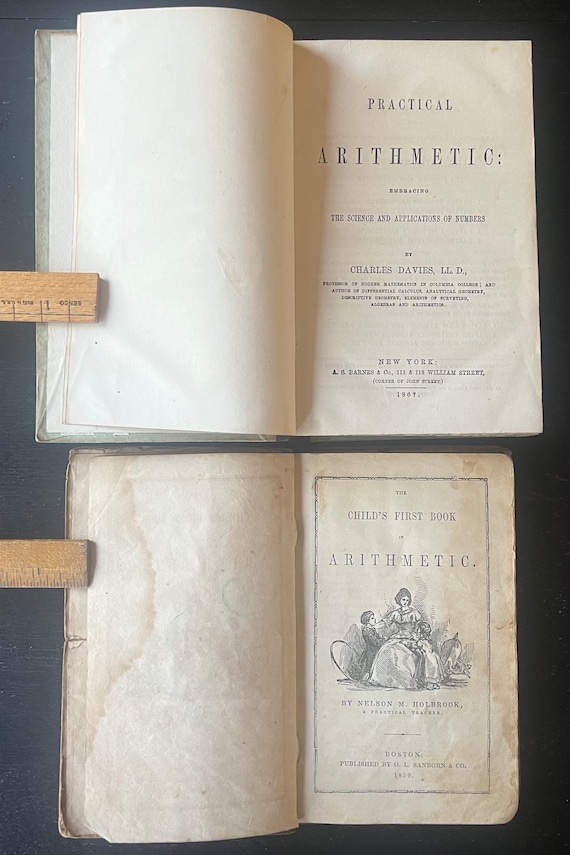 PRACTICAL
ARITHMETIC:
EMBRACING
THE SCIENCE AND APPLICATIONS OF NUMBERS
BY
CHARLES DAVIES, LL. D.,
PROFESSOR OF HIGHER MATHEMATICS IN COLUMBIA COLLEGE; AND
AUTHOR OF DIFFERENTIAL CALCULUS, ANALYTICAL GEOMETRY,
DESCRIPTIVE GEOMETRY, ELEMENTS OF SURVEYING,
ALGEBRAS AND ARITHMETICS.
NEW YORK:
A. S. BARNES & Co, 111 & 113 WILLIAM STREET,
(CORNER OF JOHN STREET)
1867.
SENCO
1
THE
CHILD'S FIRST BOOK
IN
ARITHMETIC.
BY NELSON M. HOLBROOK,
A PRACTICAL TEACHER.
BOSTON:
PUBLISHED BY O. L. SANBORN & CO.
1859.